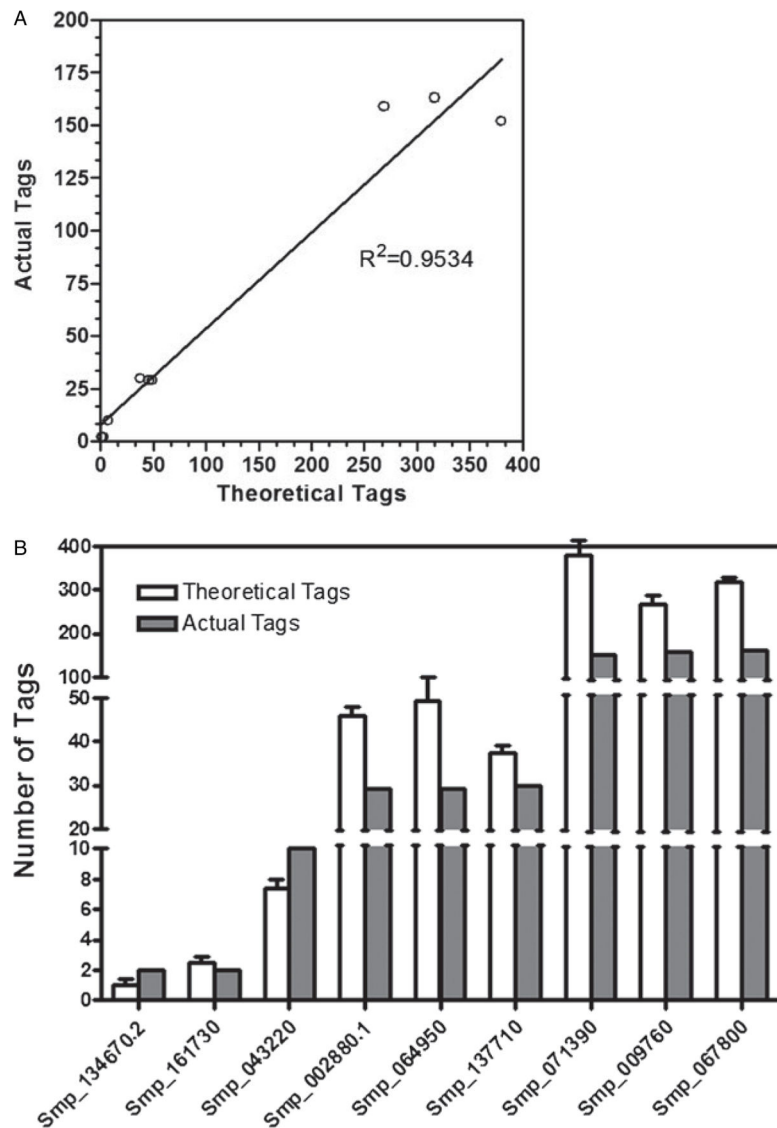 A
200
175
150
125
100
75
50
25
0
Actual Tags
R²=0.9534
0 50 100 150 200 250 300 350 400
Theoretical Tags
B
400
300
200
100
50
40
30
20
10
8
6
4
2
0
Number of Tags
Theoretical Tags
Actual Tags
Smp_134670.2
Smp_161730
Smp_043220
Smp_002880.1
Smp_064950
Smp_137710
Smp_071390
Smp_009760
Smp_067800